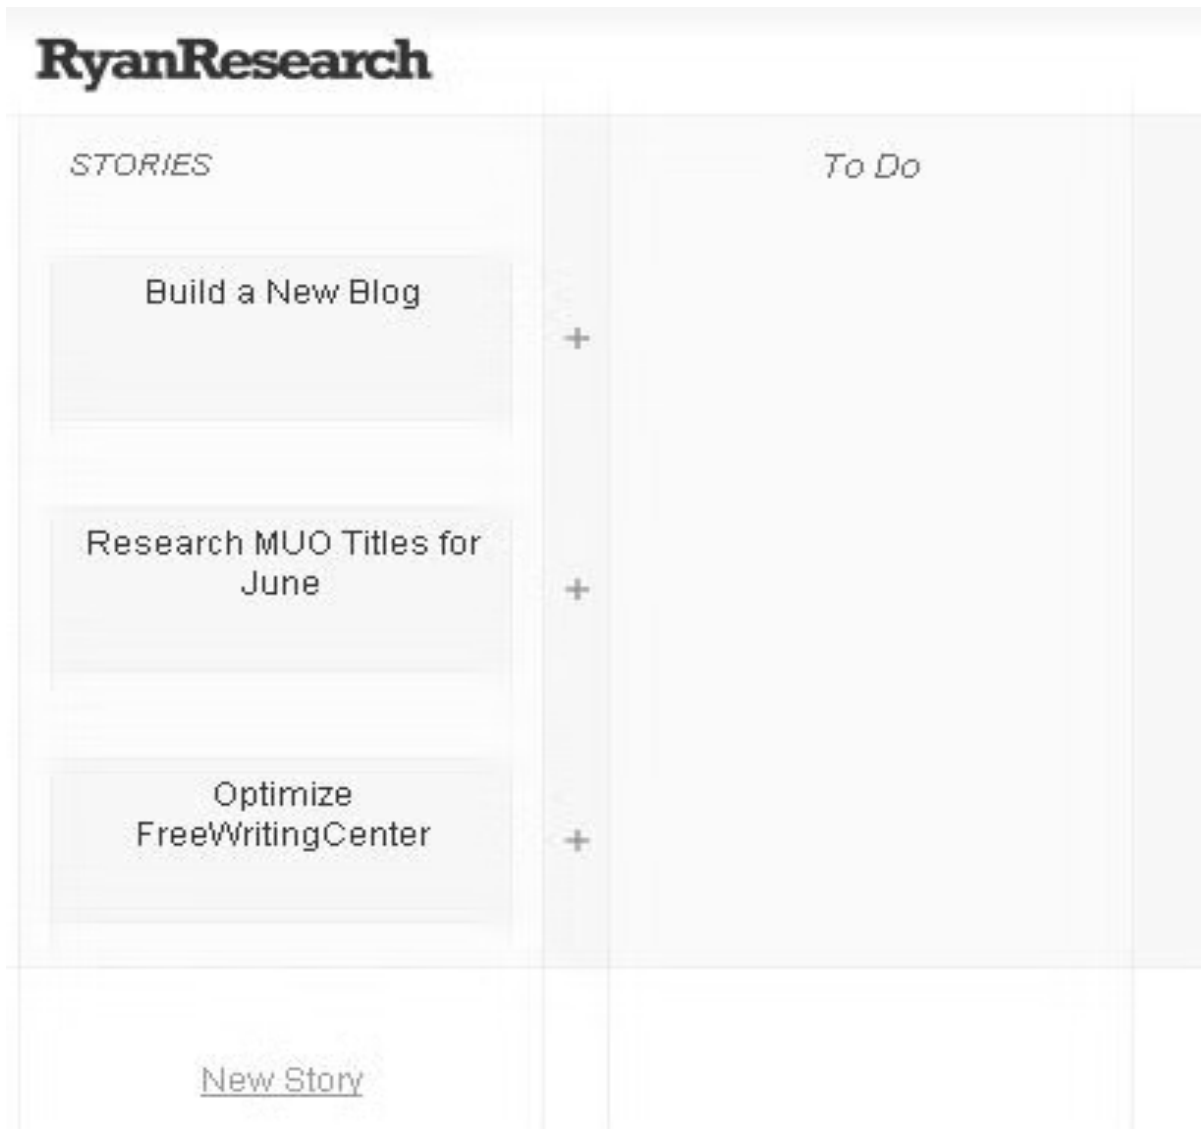 RyanResearch
STORIES
To Do
Build a New Blog
+
Research MUO Titles for
June
+
Optimize
FreeWritingCenter
+
New Story